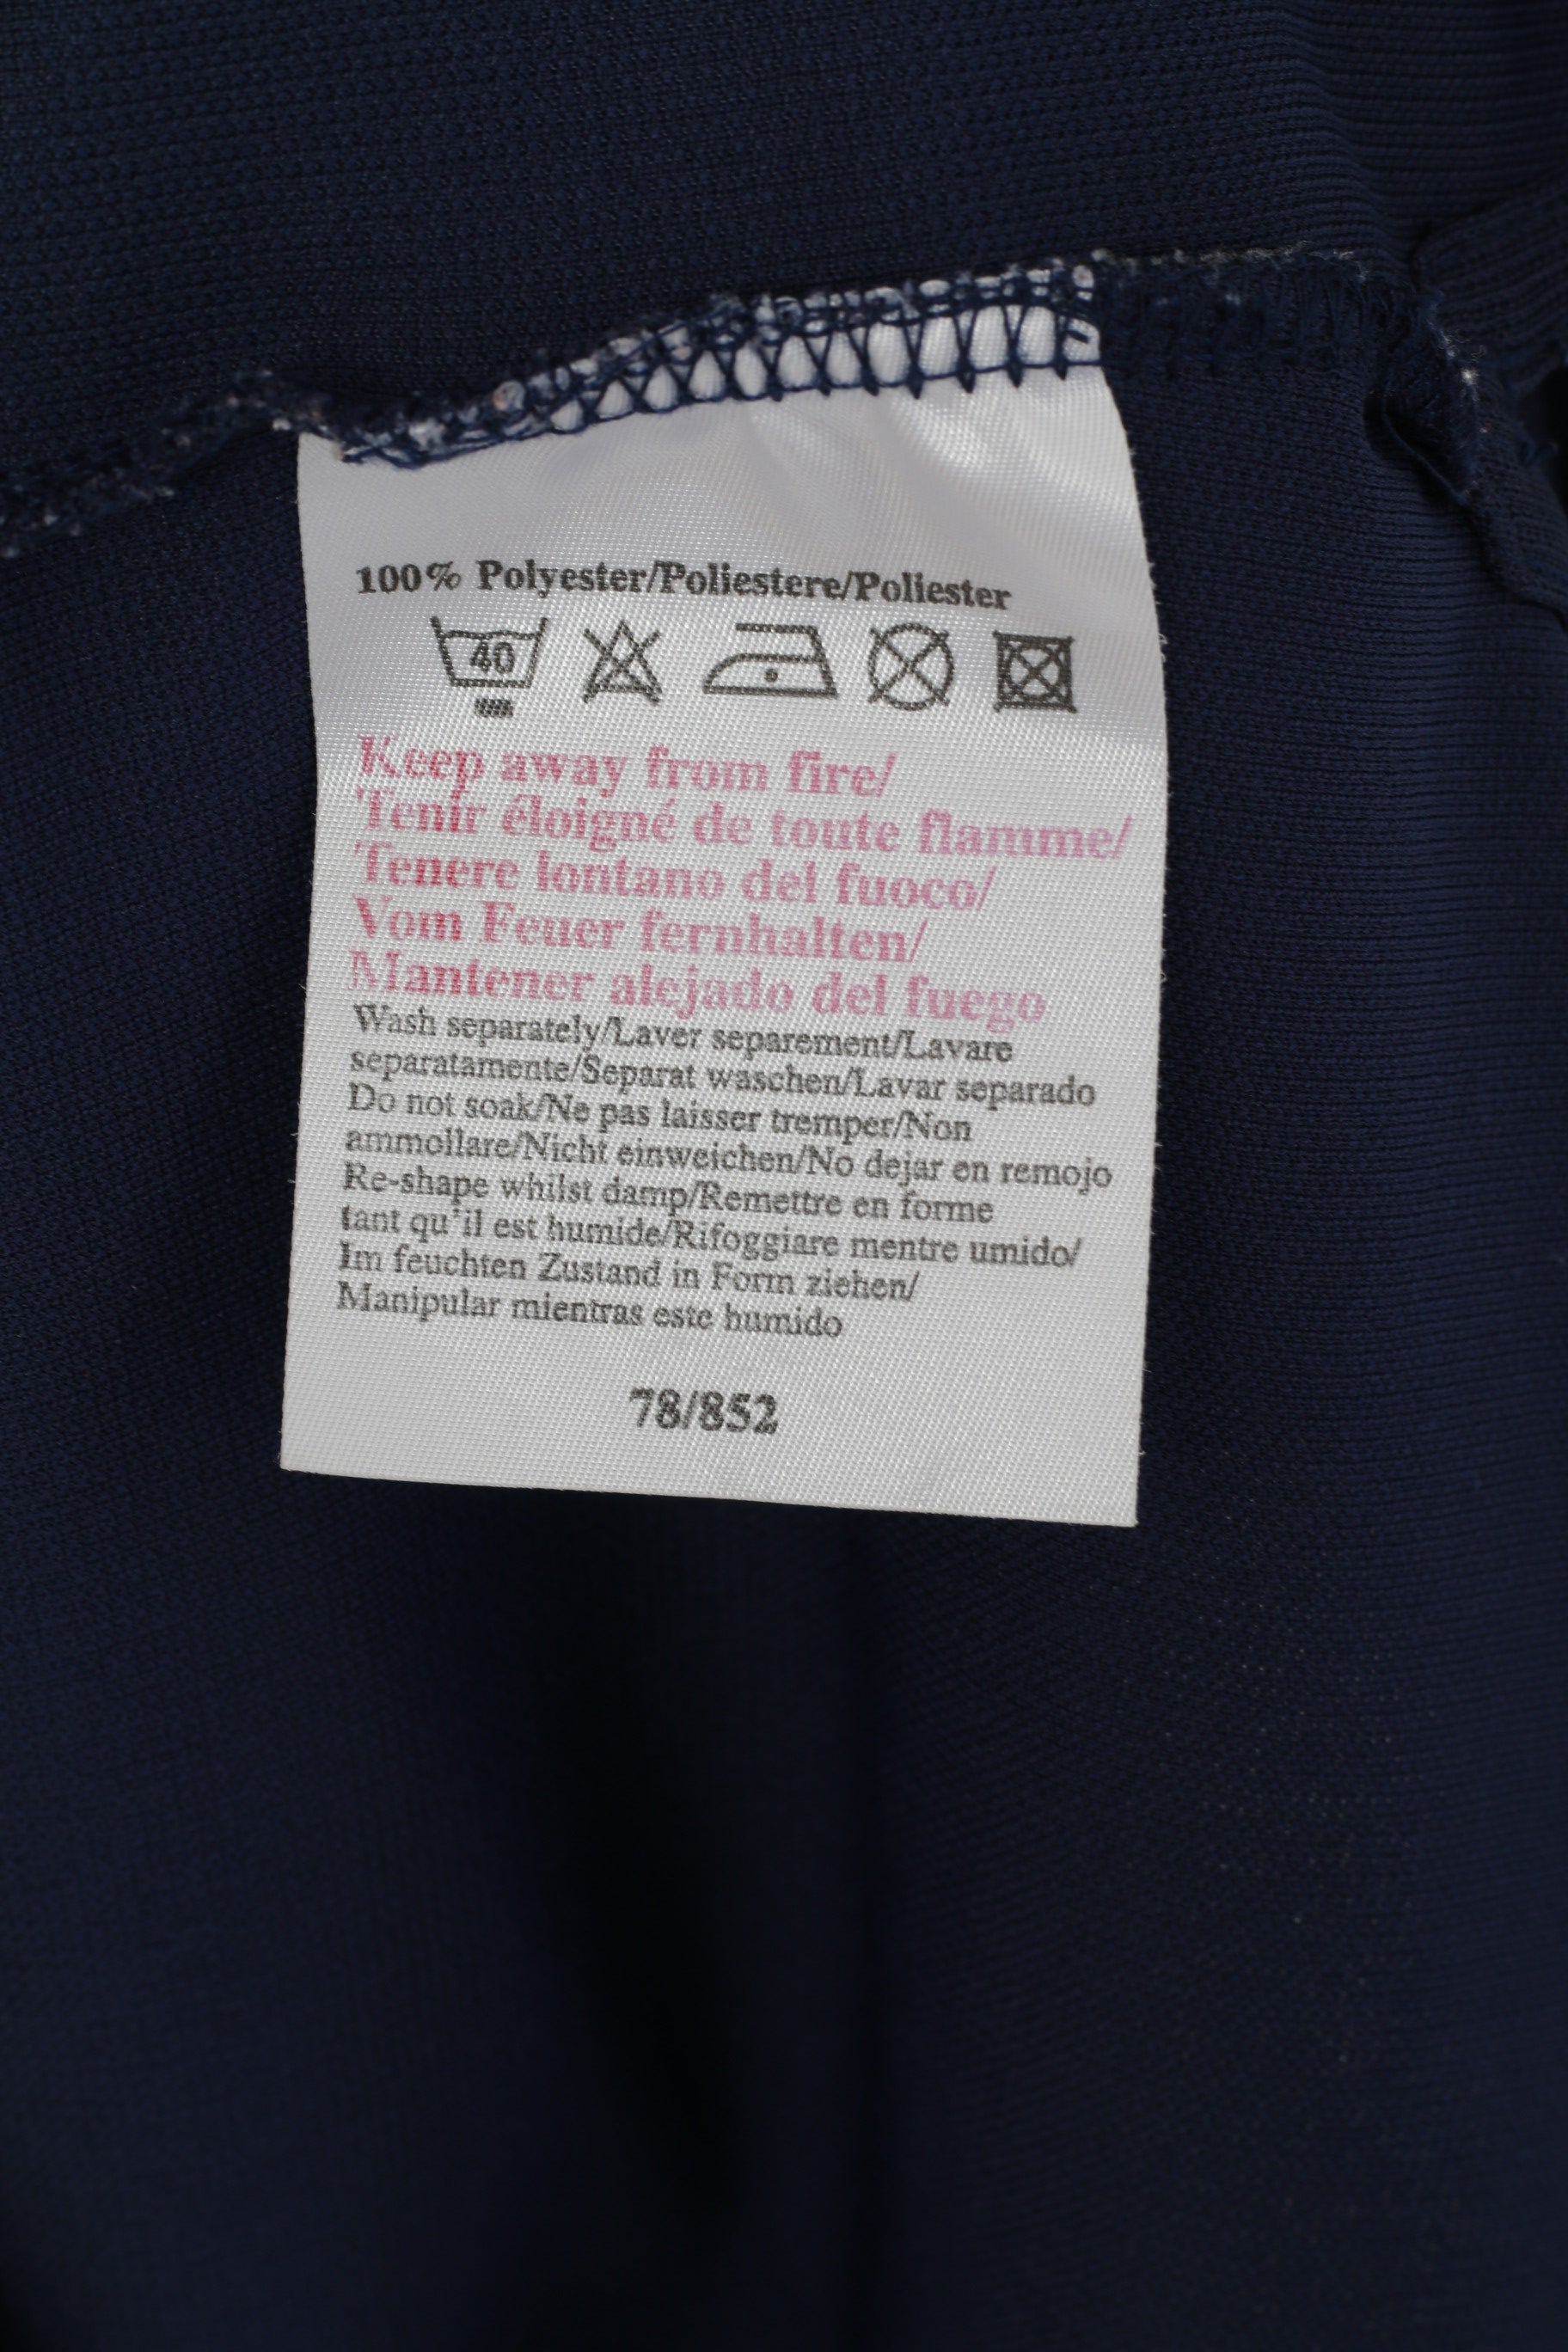 100% Polyester/Poliestere/Poliester
40
Keep away from fire/
Tenir éloigné de toute flamme/
Tenere lontano del fuoco/
Vom Feuer fernhalten/
Mantener alejado del fuego
Wash separately/Laver separement/Lavare
separatamente/Separat waschen/Lavar separado
Do not soak/Ne pas laisser tremper/Non
ammollare/Nicht einweichen/No dejar en remojo
Re-shape whilst damp/Remettre en forme
tant qu'il est humide/Rifoggiare mentre umido/
Im feuchten Zustand in Form ziehen/
Manipular mientras este humido
78/852